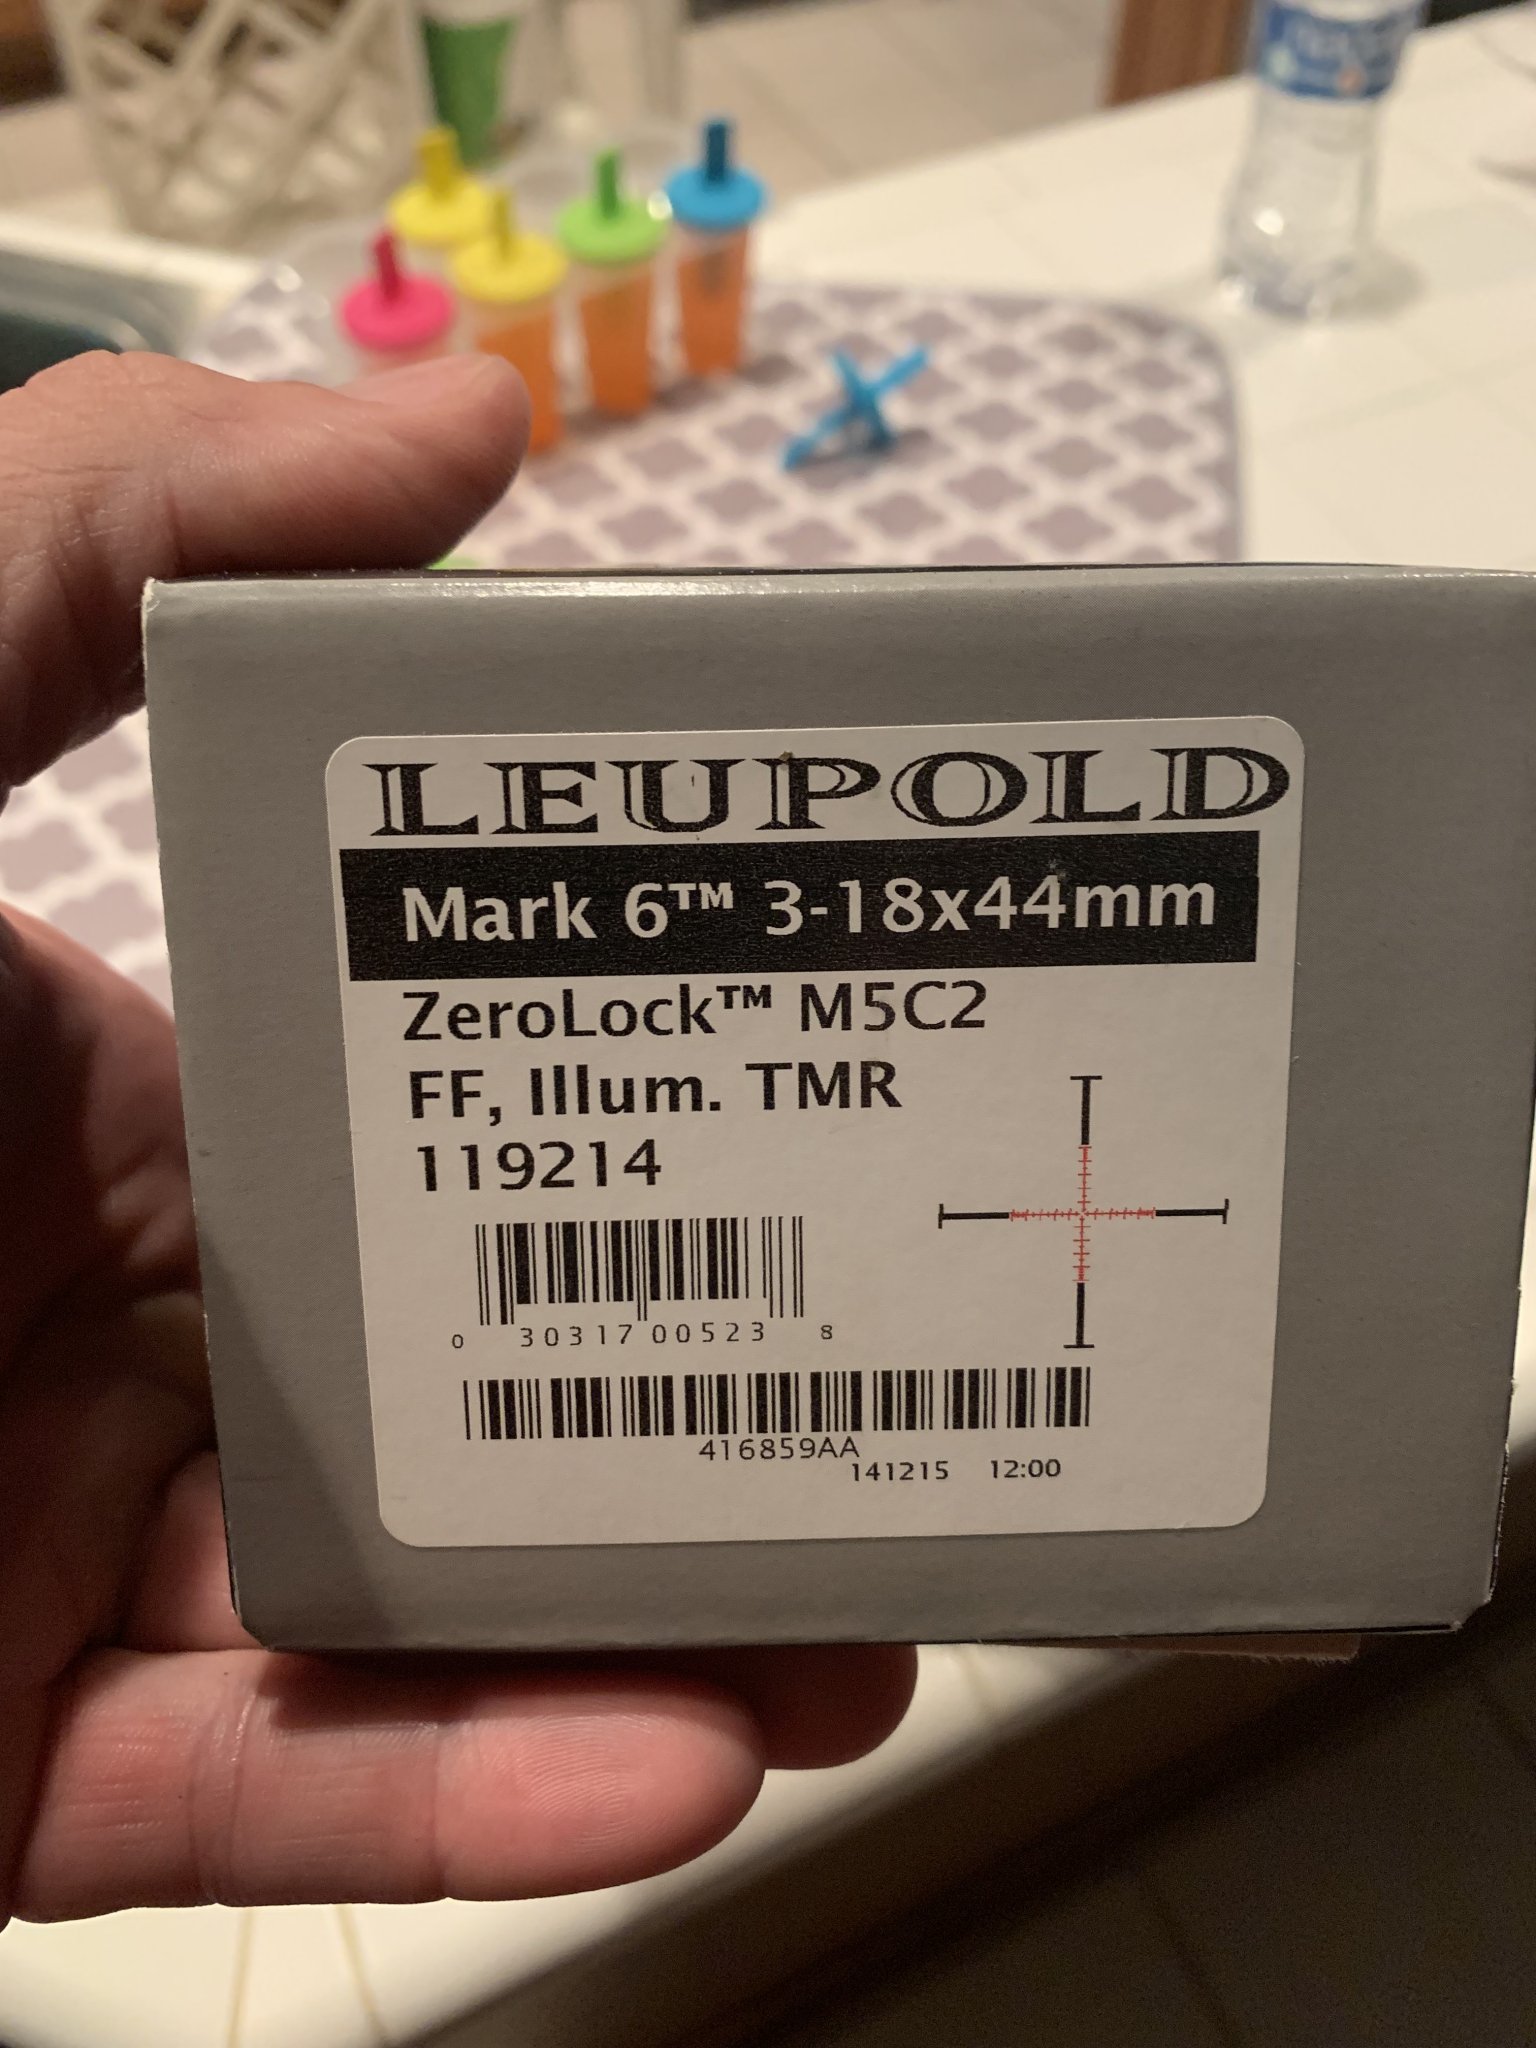 LEUPOLD
Mark 6™ 3-18x44mm
ZeroLock™ M5C2
FF, Illum. TMR
119214
0 30317 00523 8
416859AA
141215 12:00